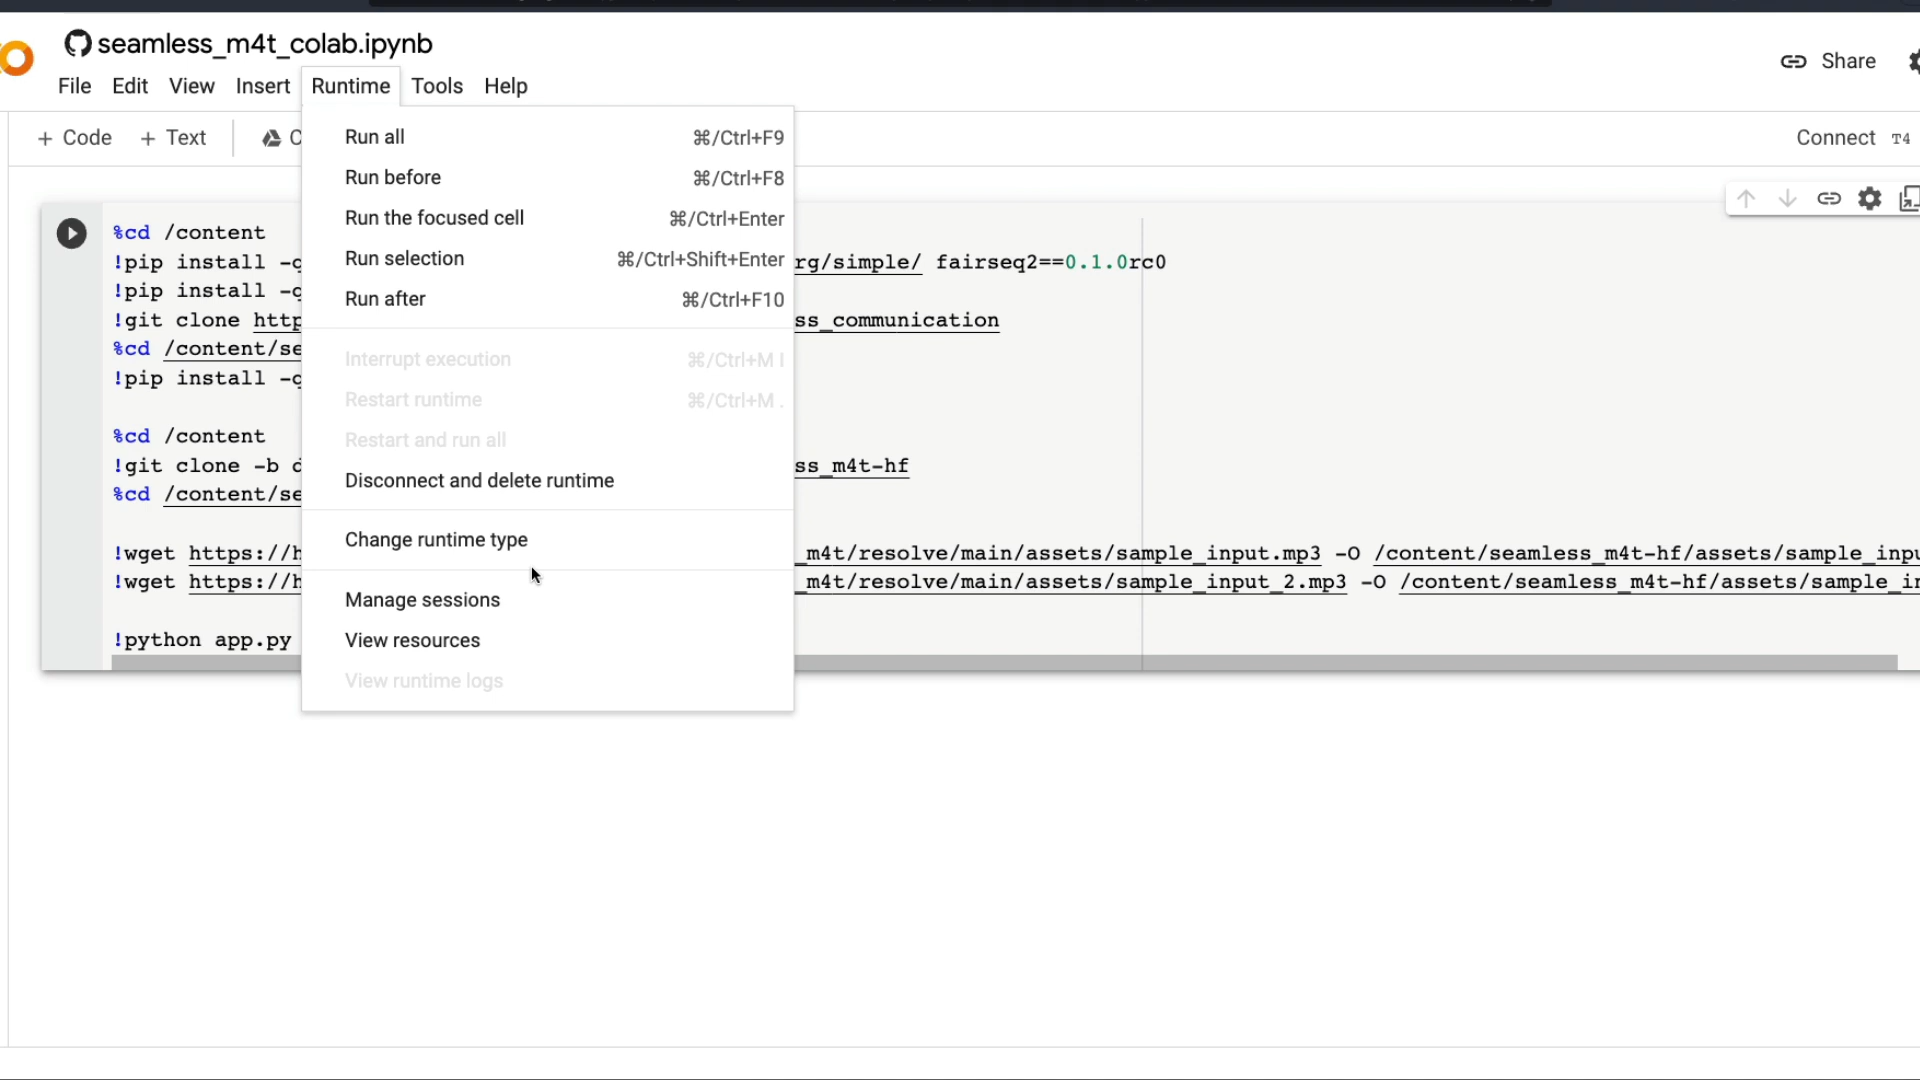 seamless_m4t_colab.ipynb
Share
File Edit View Insert Runtime Tools Help
+ Code + Text
Connect T4
Run all ⌘/Ctrl+F9
Run before ⌘/Ctrl+F8
Run the focused cell ⌘/Ctrl+Enter
Run selection ⌘/Ctrl+Shift+Enter
Run after ⌘/Ctrl+F10
Interrupt execution ⌘/Ctrl+M I
Restart runtime ⌘/Ctrl+M .
Restart and run all
Disconnect and delete runtime
Change runtime type
Manage sessions
View resources
View runtime logs
%cd /content
!pip install rg/simple/ fairseq2==0.1.0rc0
!pip install
!git clone ss_communication
%cd /content/se
!pip install
%cd /content
!git clone -b ss_m4t-hf
%cd /content/se
!wget https://h _m4t/resolve/main/assets/sample_input.mp3 -O /content/seamless_m4t-hf/assets/sample_inpu
!wget https://h _m4t/resolve/main/assets/sample_input_2.mp3 -O /content/seamless_m4t-hf/assets/sample_i
!python app.py